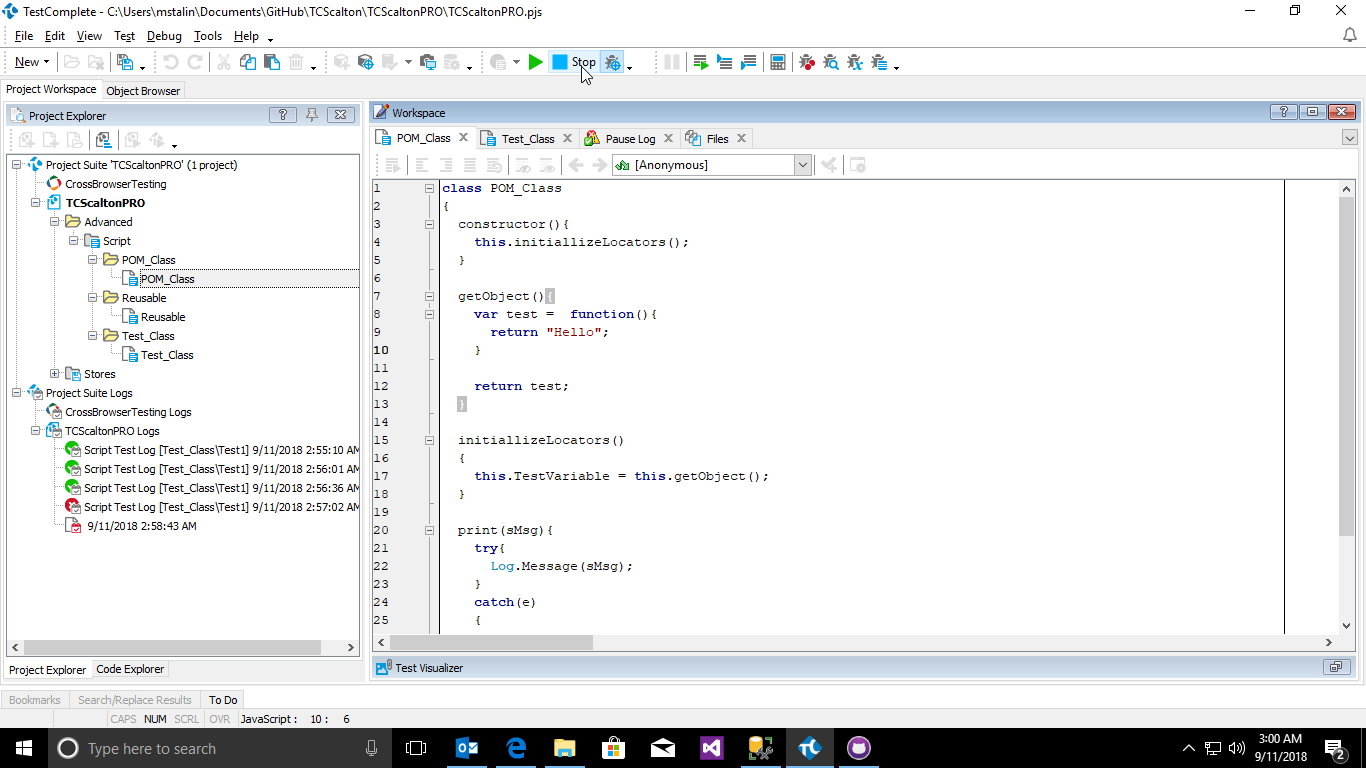 TestComplete - C:\Users\mstalin\Documents\GitHub\TCScalton\TCScaltonPRO\TCScaltonPRO.pjs
File Edit View Test Debug Tools Help
New Stop
Project Workspace Object Browser
Project Explorer
Project Suite 'TCScaltonPRO' (1 project)
CrossBrowserTesting
TCScaltonPRO
Advanced
Script
POM_Class
POM_Class
Reusable
Reusable
Test_Class
Test_Class
Stores
Project Suite Logs
CrossBrowserTesting Logs
TCScaltonPRO Logs
Script Test Log [Test_Class\Test1] 9/11/2018 2:55:10 AM
Script Test Log [Test_Class\Test1] 9/11/2018 2:56:01 AM
Script Test Log [Test_Class\Test1] 9/11/2018 2:56:36 AM
Script Test Log [Test_Class\Test1] 9/11/2018 2:57:02 AM
9/11/2018 2:58:43 AM
Project Explorer Code Explorer
Workspace
POM_Class Test_Class Pause Log Files
[Anonymous]
1 class POM_Class
2 {
3 constructor(){
4 this.initiallizeLocators();
5 }
6
7 getObject(){
8 var test = function(){
9 return "Hello";
10 }
11
12 return test;
13 }
14
15 initiallizeLocators()
16 {
17 this.TestVariable = this.getObject();
18 }
19
20 print(sMsg){
21 try{
22 Log.Message(sMsg);
23 }
24 catch(e)
25 {
Test Visualizer
Bookmarks Search/Replace Results To Do
CAPS NUM SCRL OVR JavaScript : 10 : 6
Type here to search
3:00 AM
9/11/2018
2